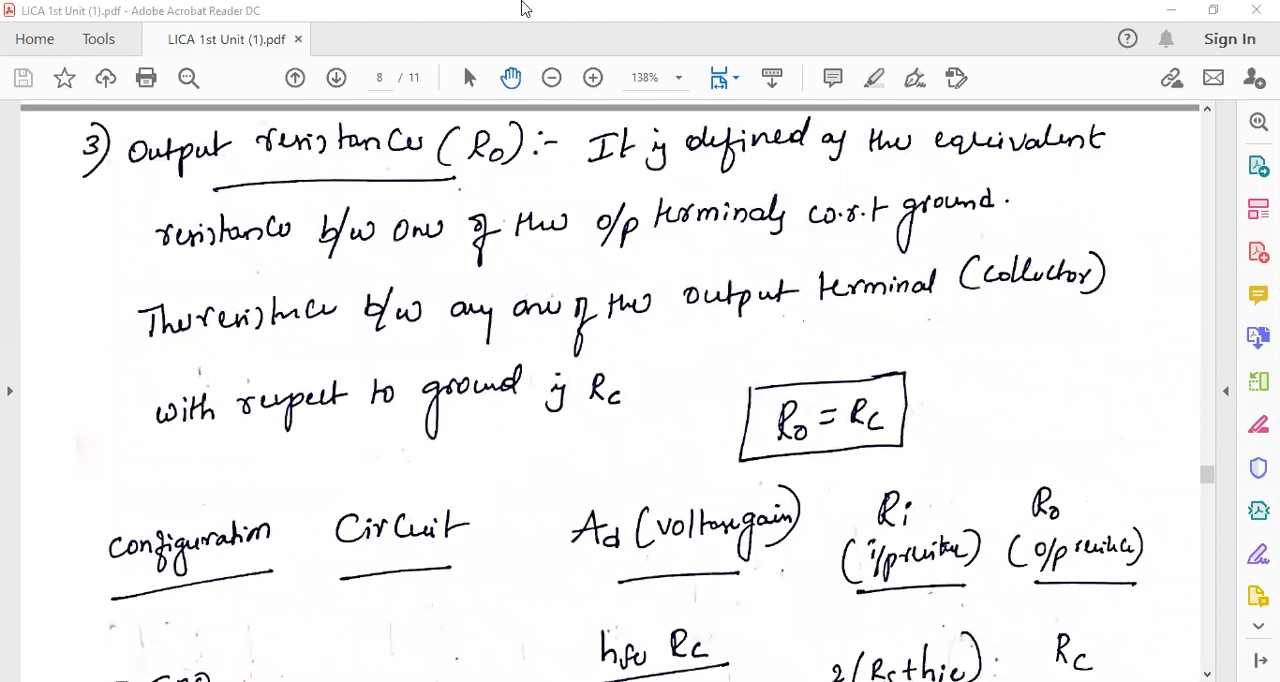 LICA 1st Unit (1).pdf - Adobe Acrobat Reader DC
Home Tools LICA 1st Unit (1).pdf × Sign In
8 / 11 138%
3) Output resistance (Ro) :- It is defined as the equivalent
resistance b/w one of the o/p terminals w.r.t ground.
The resistance b/w any one of the output terminal (collector)
with respect to ground is Rc
Ro = Rc
Configuration Circuit Ad (voltage gain) Ri Ro
(i/p resistance) (o/p resistance)
hfe Rc 2(Rs+hie) Rc